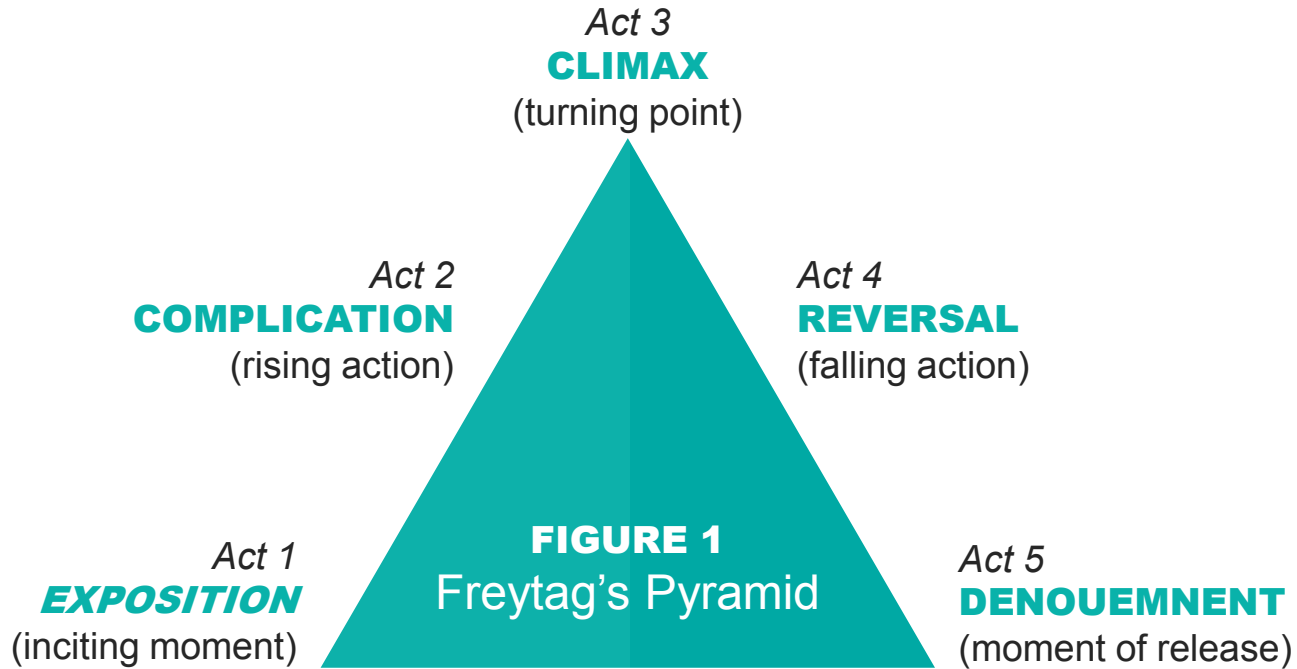 Act 3
CLIMAX
(turning point)
Act 2
COMPLICATION
(rising action)
Act 4
REVERSAL
(falling action)
Act 1
EXPOSITION
(inciting moment)
FIGURE 1
Freytag’s Pyramid
Act 5
DENOUEMNENT
(moment of release)